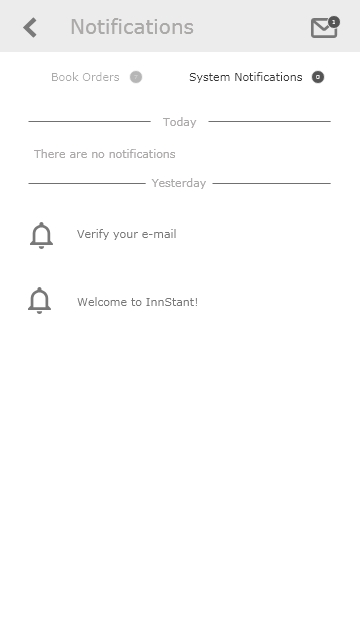 Notifications
1
Book Orders
System Notifications 0
Today
There are no notifications
Yesterday
Verify your e-mail
Welcome to InnStant!